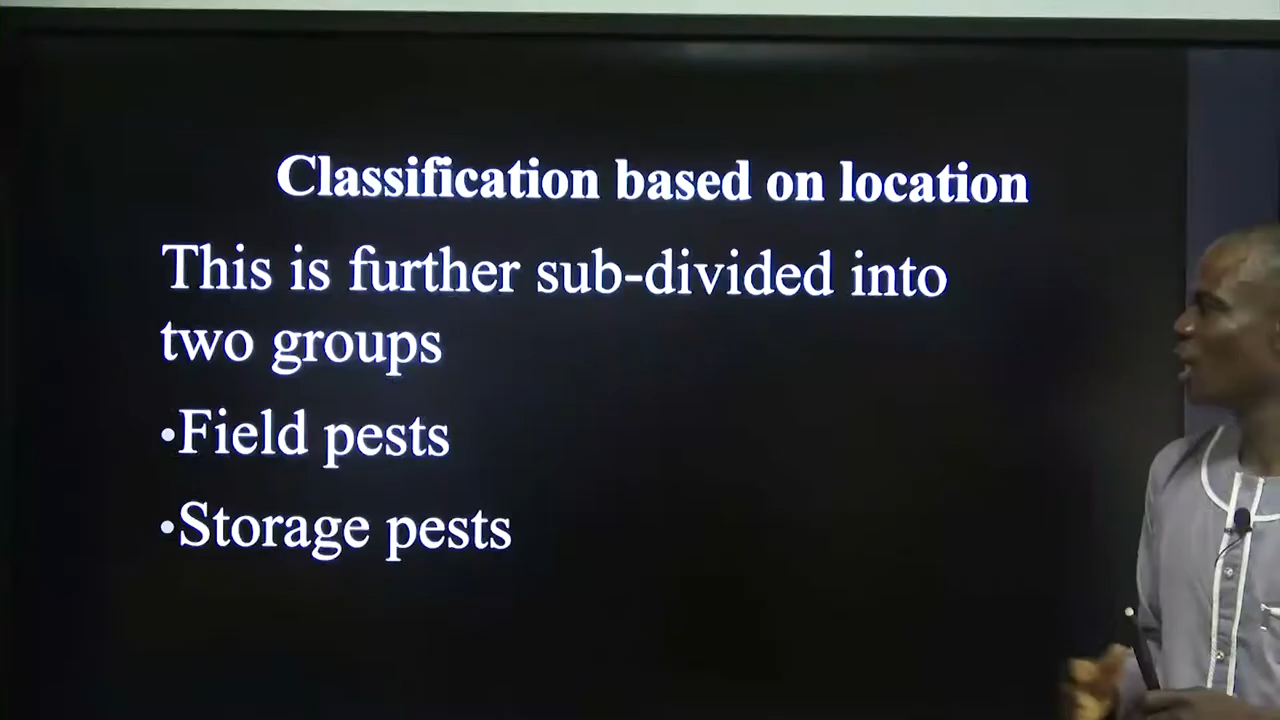 Classification based on location
This is further sub-divided into
two groups
•Field pests
•Storage pests